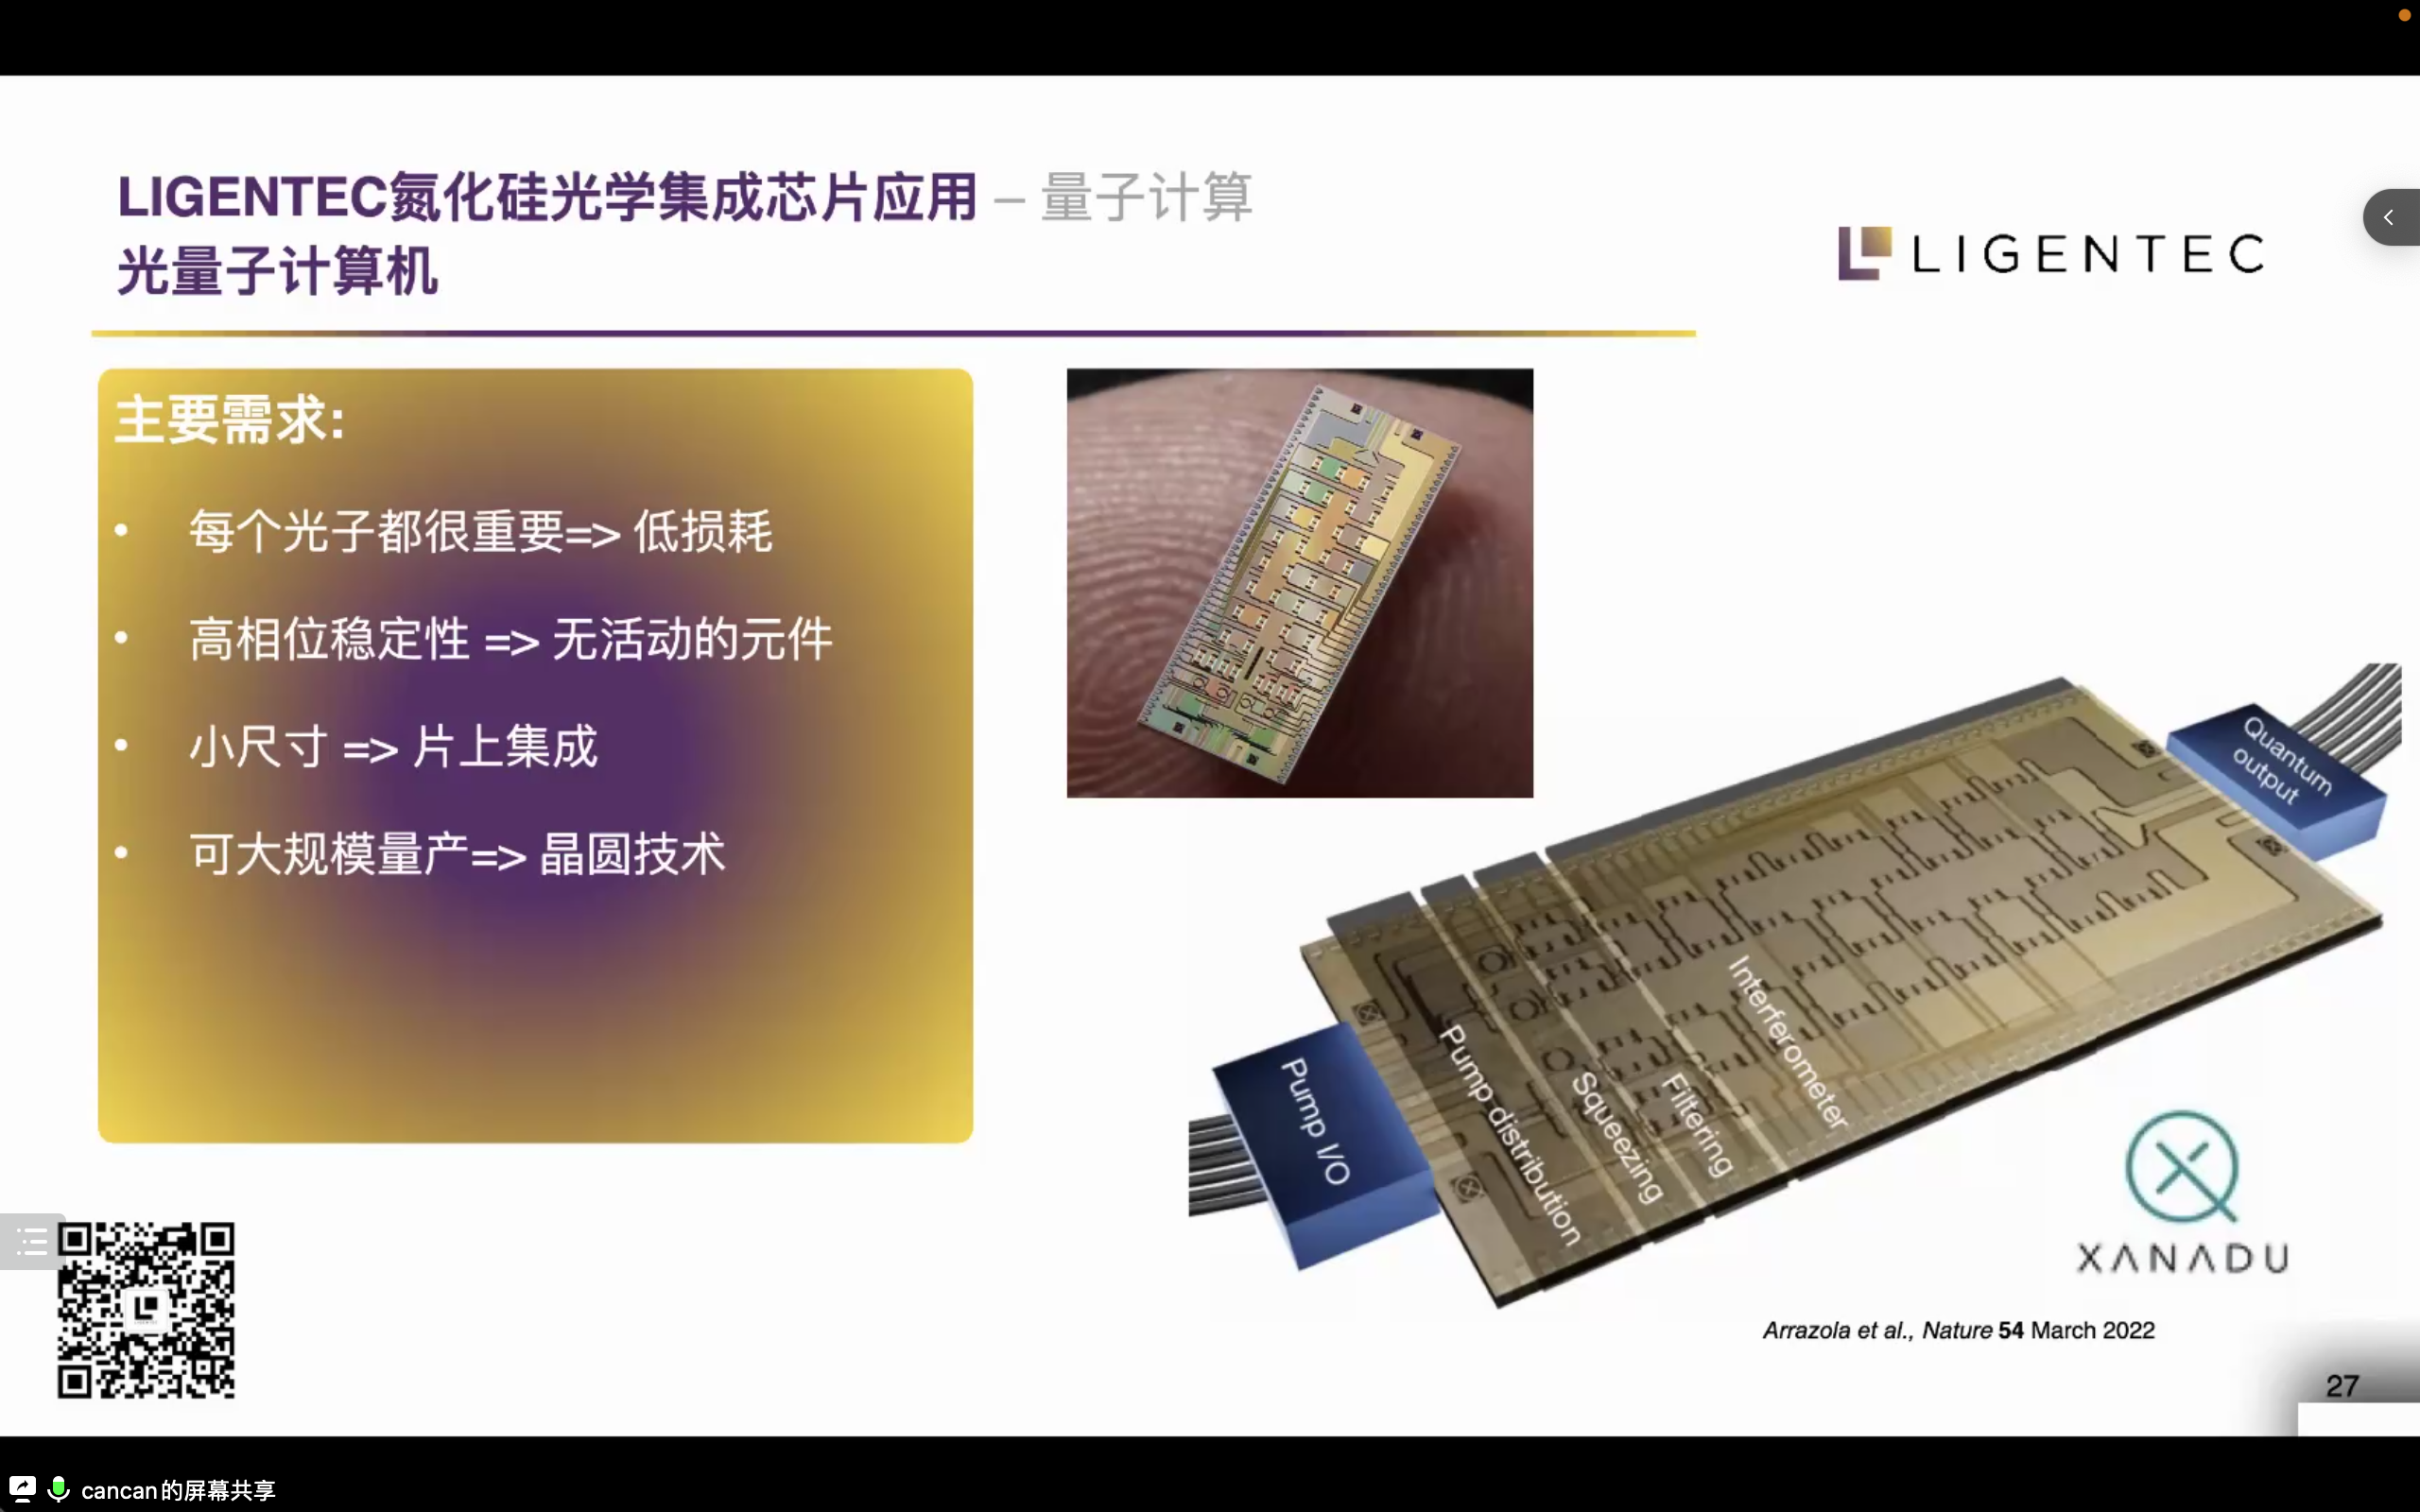 LIGENTEC氮化硅光学集成芯片应用 – 量子计算
光量子计算机
LIGENTEC
主要需求:
• 每个光子都很重要=> 低损耗
• 高相位稳定性 => 无活动的元件
• 小尺寸 => 片上集成
• 可大规模量产=> 晶圆技术
Quantum
output
Interferometer
Filtering
Squeezing
Pump distribution
Pump I/O
XANADU
Arrazola et al., Nature 54 March 2022
27
cancan的屏幕共享